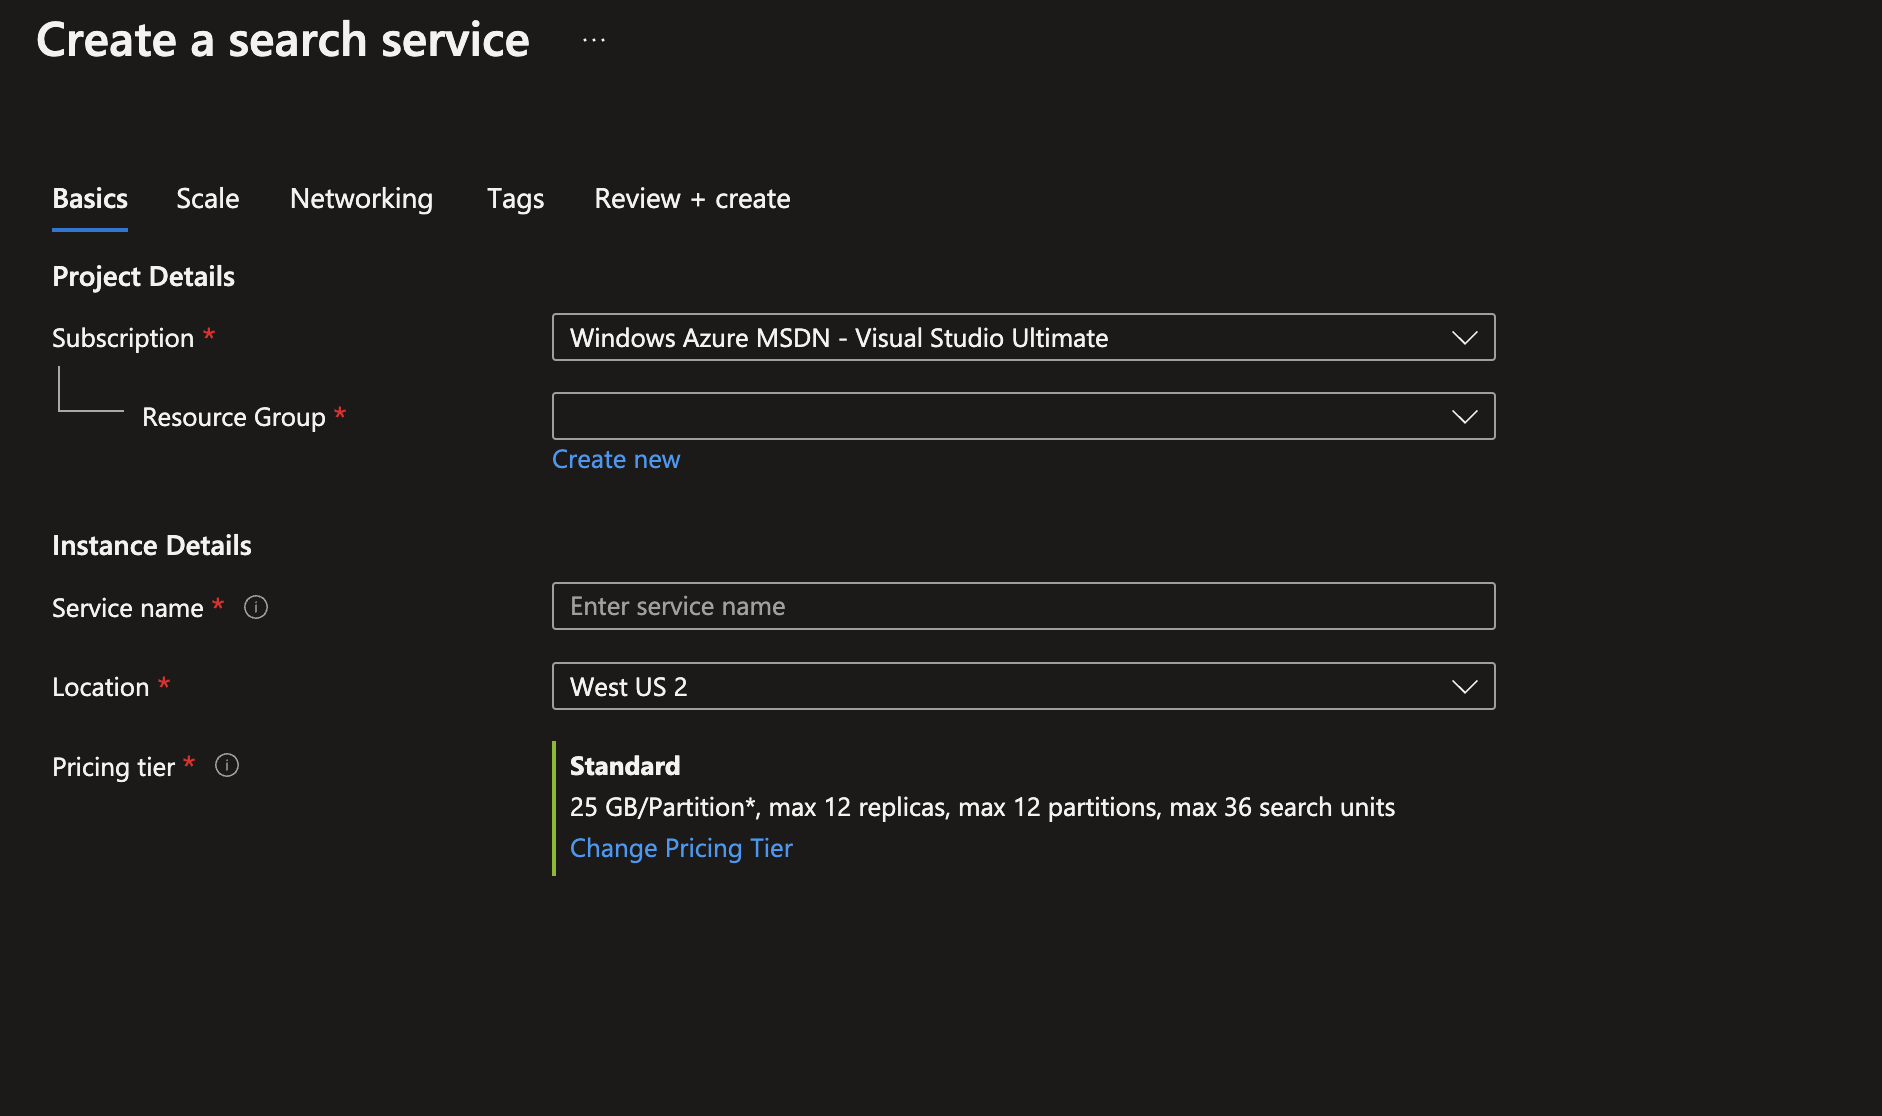 Create a search service ...
Basics Scale Networking Tags Review + create
Project Details
Subscription * Windows Azure MSDN - Visual Studio Ultimate
Resource Group *
Create new
Instance Details
Service name * Enter service name
Location * West US 2
Pricing tier * Standard
25 GB/Partition*, max 12 replicas, max 12 partitions, max 36 search units
Change Pricing Tier